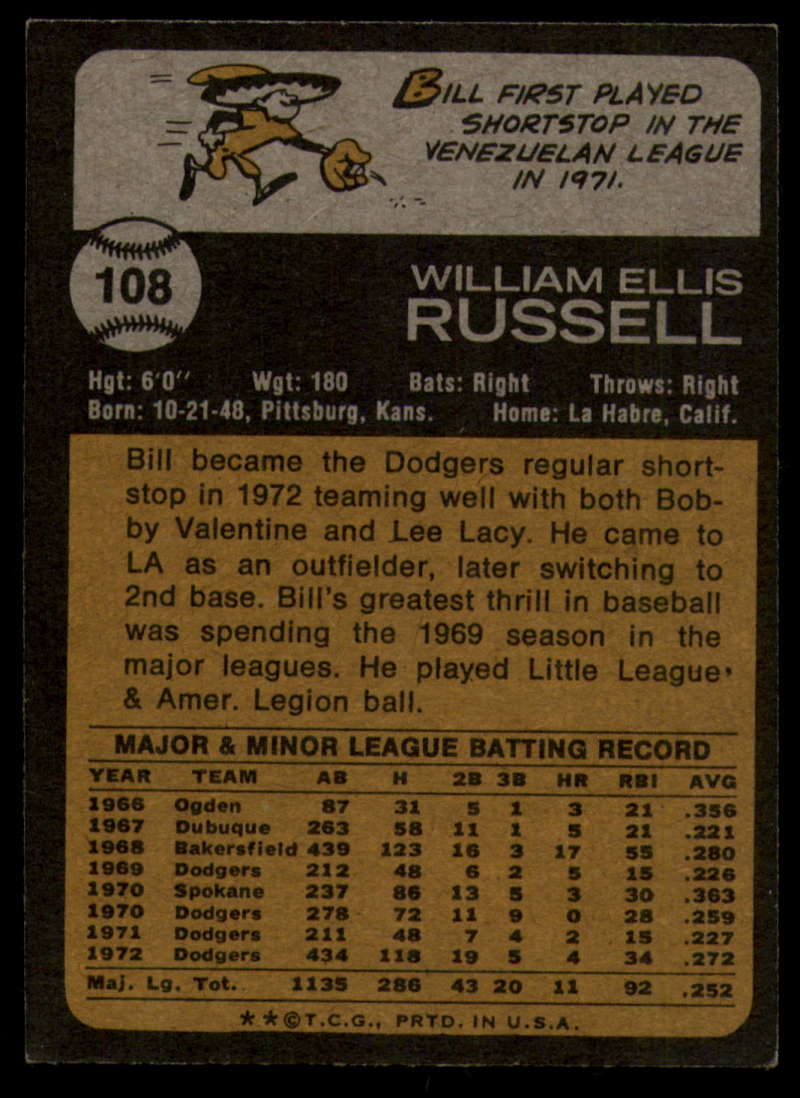 BILL FIRST PLAYED
SHORTSTOP IN THE
VENEZUELAN LEAGUE
IN 1971.
108
WILLIAM ELLIS
RUSSELL
Hgt: 6'0" Wgt: 180 Bats: Right Throws: Right
Born: 10-21-48, Pittsburg, Kans. Home: La Habre, Calif.
Bill became the Dodgers regular short-
stop in 1972 teaming well with both Bob-
by Valentine and Lee Lacy. He came to
LA as an outfielder, later switching to
2nd base. Bill's greatest thrill in baseball
was spending the 1969 season in the
major leagues. He played Little League
& Amer. Legion ball.
MAJOR & MINOR LEAGUE BATTING RECORD
YEAR TEAM AB H 2B 3B HR RBI AVG
1966 Ogden 87 31 5 1 3 21 .356
1967 Dubuque 263 58 11 1 5 21 .221
1968 Bakersfield 439 123 16 3 17 55 .280
1969 Dodgers 212 48 6 2 5 15 .226
1970 Spokane 237 86 13 5 3 30 .363
1970 Dodgers 278 72 11 9 0 28 .259
1971 Dodgers 211 48 7 4 2 15 .227
1972 Dodgers 434 118 19 5 4 34 .272
Maj. Lg. Tot. 1135 286 43 20 11 92 .252
**©T.C.G., PRTD. IN U.S.A.